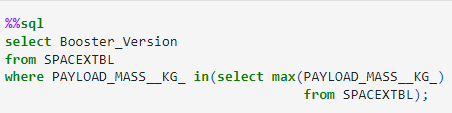 %%sql
select Booster_Version
from SPACEXTBL
where PAYLOAD_MASS__KG_ in(select max(PAYLOAD_MASS__KG_)
from SPACEXTBL);